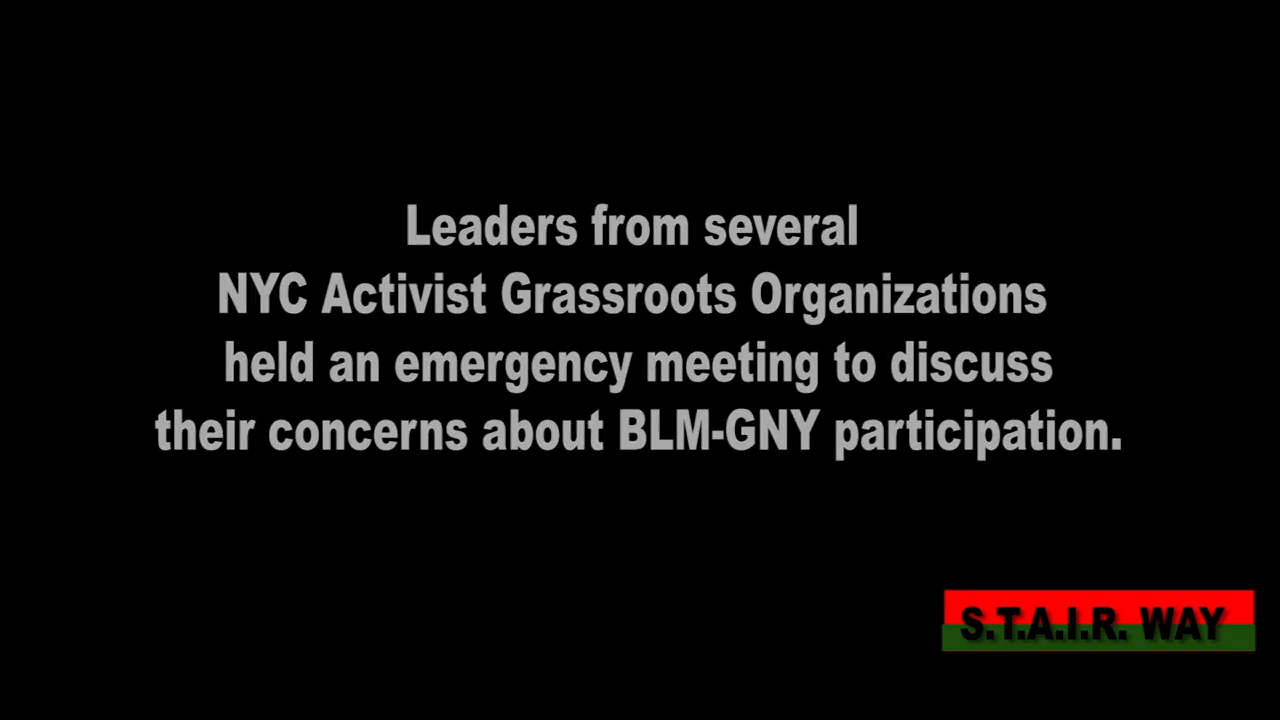 Leaders from several
NYC Activist Grassroots Organizations
held an emergency meeting to discuss
their concerns about BLM-GNY participation.
S.T.A.I.R. WAY